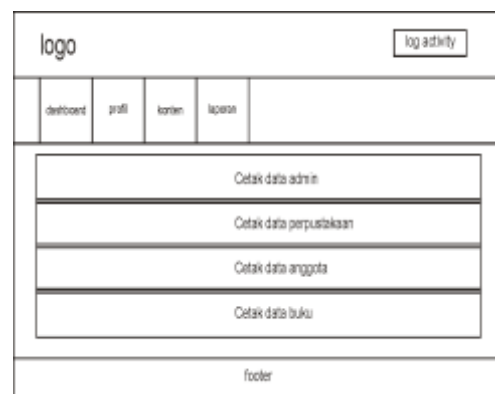 logo
log activity
dashboard profil konten laporan
Cetak data admin
Cetak data perpustakaan
Cetak data anggota
Cetak data buku
footer